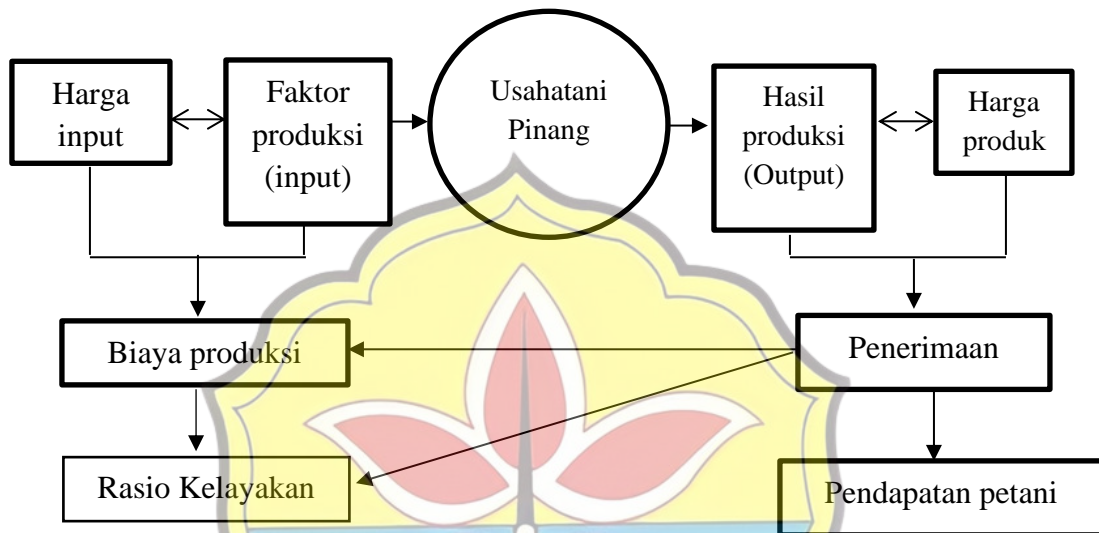 Harga
input
Faktor
produksi
(input)
Usahatani
Pinang
Hasil
produksi
(Output)
Harga
produk
Biaya produksi
Penerimaan
Rasio Kelayakan
Pendapatan petani